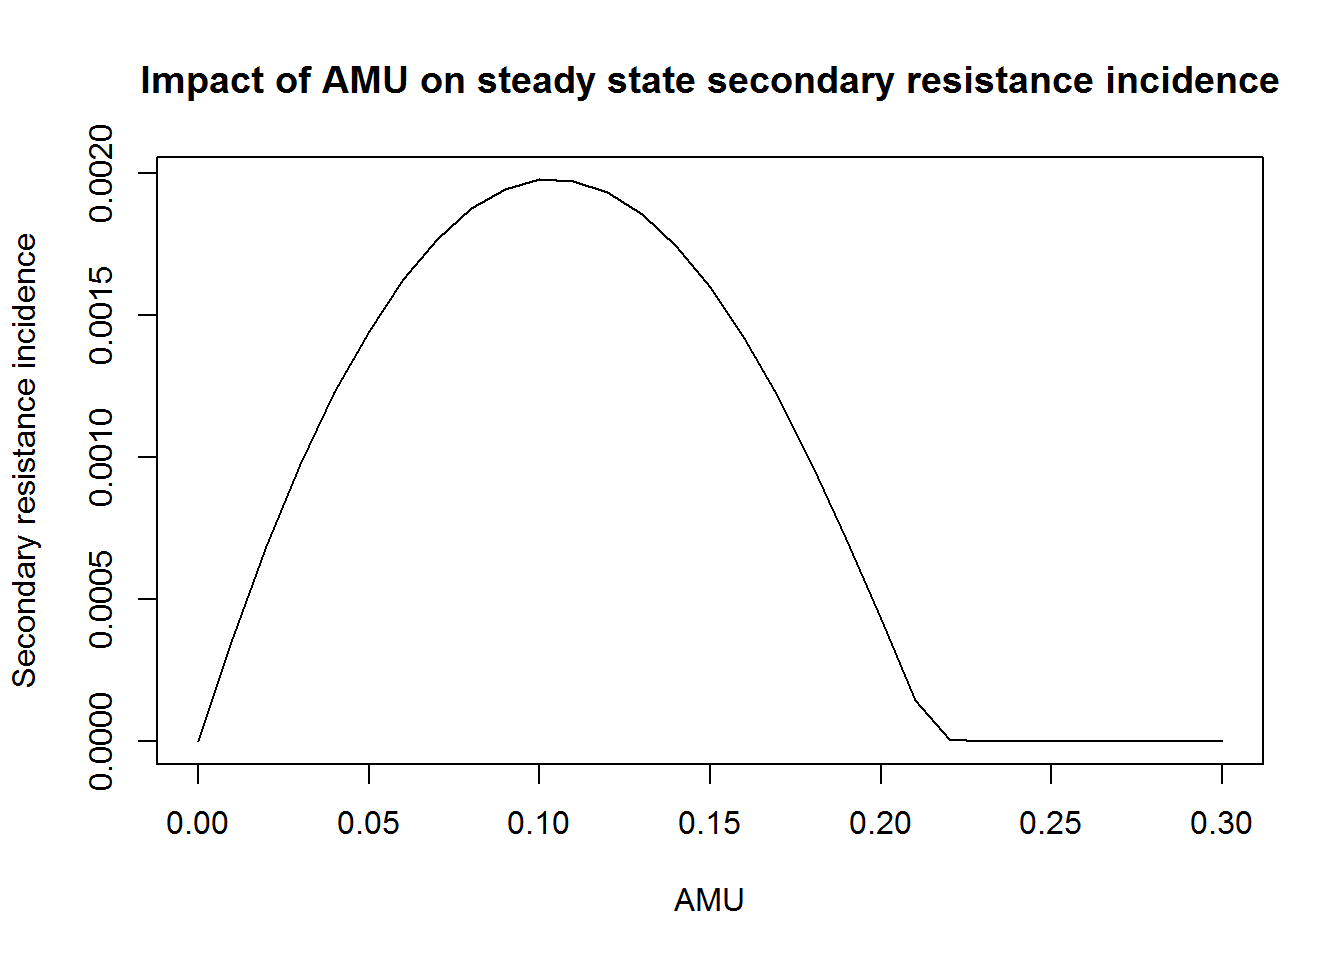 Impact of AMU on steady state secondary resistance incidence
Secondary resistance incidence
0.0020
0.0015
0.0010
0.0005
0.0000
0.00 0.05 0.10 0.15 0.20 0.25 0.30
AMU